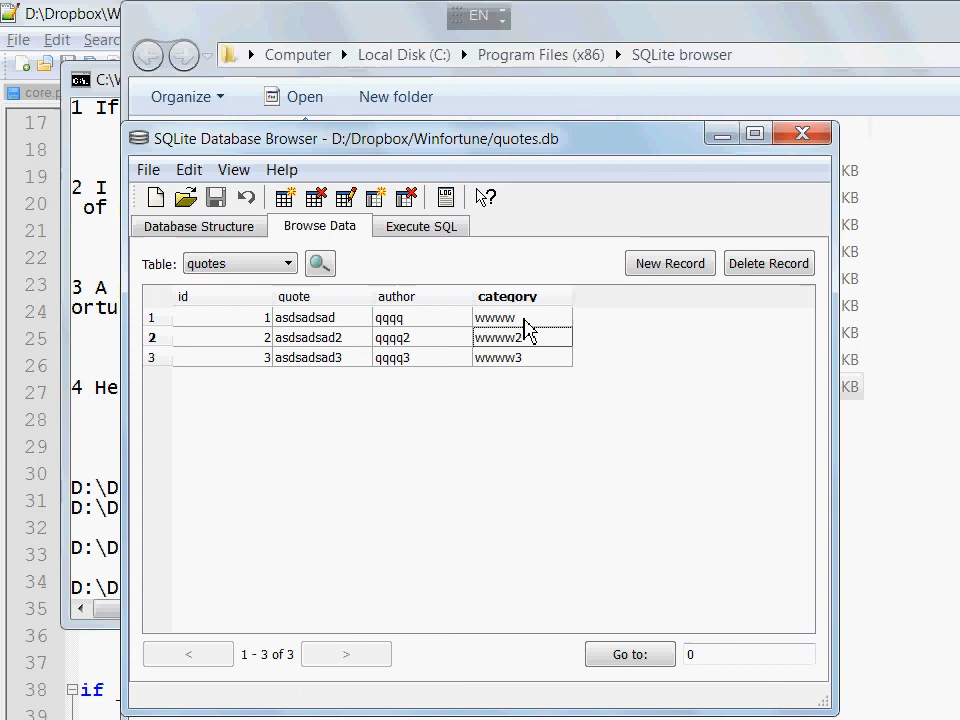 D:\Dropbox\W
EN
File Edit Searc
Computer Local Disk (C:) Program Files (x86) SQLite browser
C:\W
core.p
Organize Open New folder
SQLite Database Browser - D:/Dropbox/Winfortune/quotes.db
File Edit View Help
Database Structure Browse Data Execute SQL
Table: quotes New Record Delete Record
id quote author category
1 1 asdsadsad qqqq wwww
2 2 asdsadsad2 qqqq2 wwww2
3 3 asdsadsad3 qqqq3 wwww3
< 1 - 3 of 3 > Go to: 0
1 If
2 I
of
3 A
ortu
4 He
D:\D
D:\D
D:\D
D:\D
17
18
19
20
21
22
23
24
25
26
27
28
29
30
31
32
33
34
35
36
37
38 if
39
KB
KB
KB
KB
KB
KB
KB
KB
KB
LOG